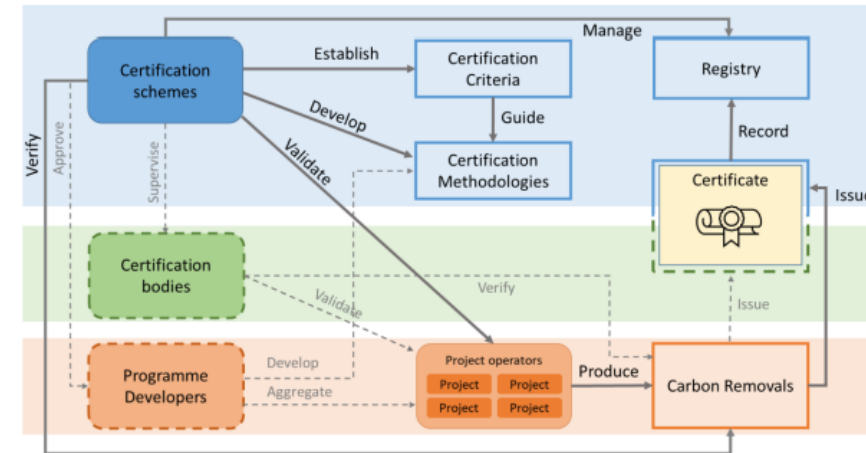 Manage
Establish
Certification
schemes
Certification
Criteria
Registry
Develop
Guide
Record
Verify
Approve
Supervise
Validate
Certification
Methodologies
Certificate
Issue
Certification
bodies
Verify
Validate
Issue
Programme
Developers
Develop
Aggregate
Project operators
Project Project
Project Project
Produce
Carbon Removals